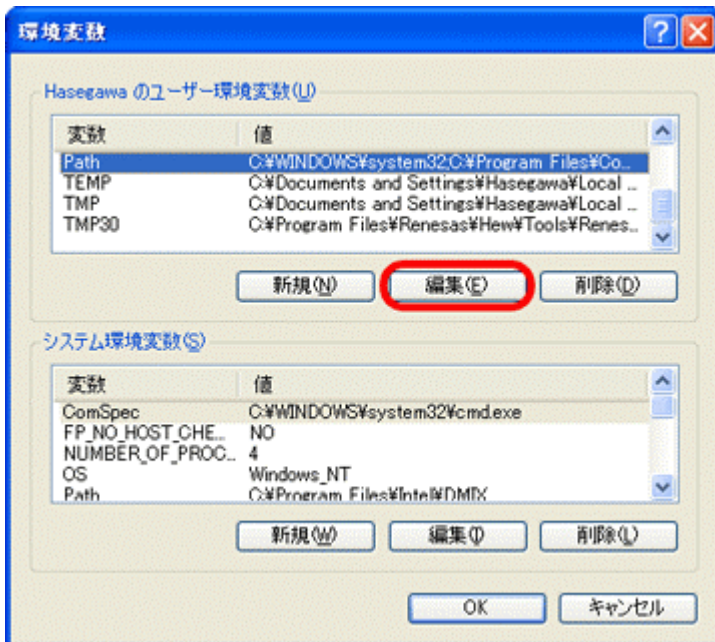 環境変数
Hasegawa のユーザー環境変数(U)
変数 値
Path C:¥WINDOWS¥system32;C:¥Program Files¥Co...
TEMP C:¥Documents and Settings¥Hasegawa¥Local ...
TMP C:¥Documents and Settings¥Hasegawa¥Local ...
TMP30 C:¥Program Files¥Renesas¥Hew¥Tools¥Renes...
新規(N) 編集(E) 削除(D)
システム環境変数(S)
変数 値
ComSpec C:¥WINDOWS¥system32¥cmd.exe
FP_NO_HOST_CHE... NO
NUMBER_OF_PROC... 4
OS Windows_NT
Path C:¥Program Files¥Intel¥DMIX
新規(W) 編集(I) 削除(L)
OK キャンセル